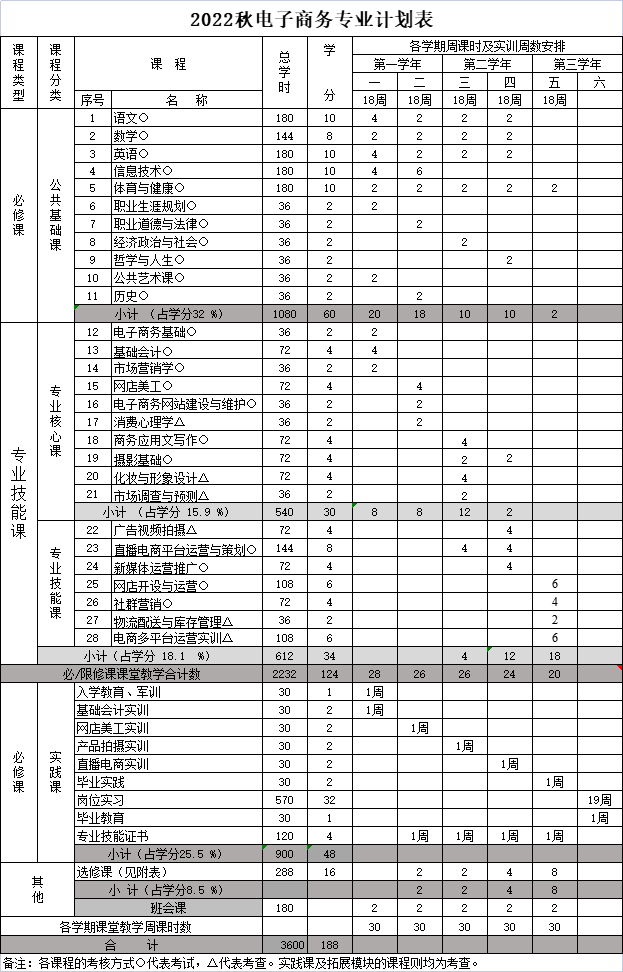 2022秋电子商务专业计划表
课程类型 课程分类 课 程 总学时 学分 各学期周课时及实训周数安排
第一学年 第二学年 第三学年
一 二 三 四 五 六
序号 名 称 18周 18周 18周 18周 18周
必修课 公共基础课
1 语文◇ 180 10 4 2 2 2
2 数学◇ 144 8 2 2 2 2
3 英语◇ 180 10 4 2 2 2
4 信息技术◇ 180 10 4 6
5 体育与健康◇ 180 10 2 2 2 2 2
6 职业生涯规划◇ 36 2 2
7 职业道德与法律◇ 36 2 2
8 经济政治与社会◇ 36 2 2
9 哲学与人生◇ 36 2 2
10 公共艺术课◇ 36 2 2
11 历史◇ 36 2 2
小计 （占学分32 %） 1080 60 20 18 10 10 2
专业技能课 专业核心课
12 电子商务基础◇ 36 2 2
13 基础会计◇ 72 4 4
14 市场营销学◇ 36 2 2
15 网店美工◇ 72 4 4
16 电子商务网站建设与维护◇ 36 2 2
17 消费心理学△ 36 2 2
18 商务应用文写作◇ 72 4 4
19 摄影基础◇ 72 4 2 2
20 化妆与形象设计△ 72 4 4
21 市场调查与预测△ 36 2 2
小计 （占学分 15.9 %） 540 30 8 8 12 2
专业技能课
22 广告视频拍摄△ 72 4 4
23 直播电商平台运营与策划◇ 144 8 4 4
24 新媒体运营推广◇ 72 4 4
25 网店开设与运营◇ 108 6 6
26 社群营销◇ 72 4 4
27 物流配送与库存管理△ 36 2 2
28 电商多平台运营实训△ 108 6 6
小计（占学分 18.1 %） 612 34 4 12 18
必/限修课课堂教学合计数 2232 124 28 26 26 24 20
必修课 实践课
入学教育、军训 30 1 1周
基础会计实训 30 2 1周
网店美工实训 30 2 1周
产品拍摄实训 30 2 1周
直播电商实训 30 2 1周
毕业实践 30 2 1周
岗位实习 570 32 19周
毕业教育 30 1 1周
专业技能证书 120 4 1周 1周 1周 1周
小计（占学分25.5 %） 900 48
其他
选修课（见附表） 288 16 2 2 4 8
小 计（占学分8.5 %） 2 2 4 8
班会课 180 2 2 2 2 2
各学期课堂教学周课时数 30 30 30 30 30
合 计 3600 188
备注：各课程的考核方式◇代表考试，△代表考查。实践课及拓展模块的课程则均为考查。